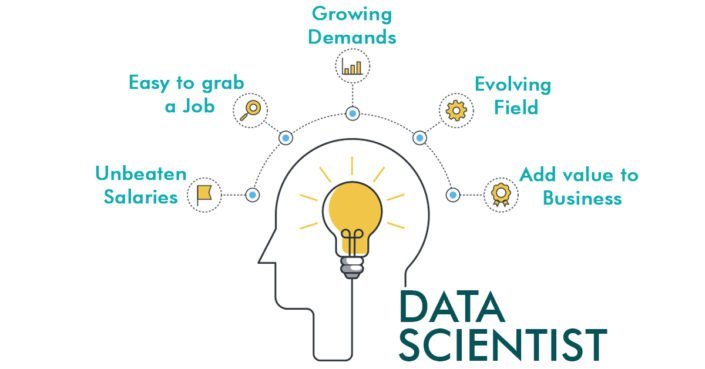 Growing
Demands
Easy to grab
a Job
Evolving
Field
Unbeaten
Salaries
Add value to
Business
DATA
SCIENTIST